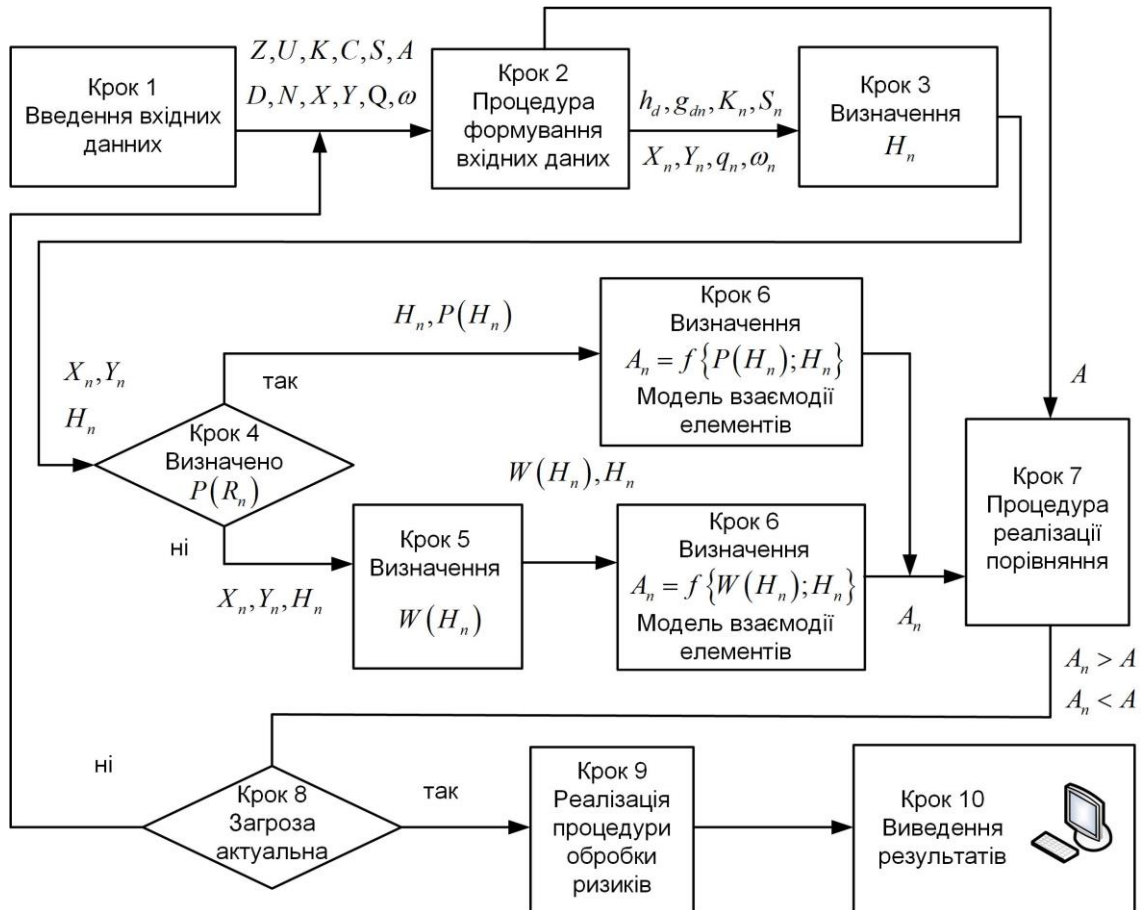 Крок 1
Введення вхідних
данних
Z, U, K, C, S, A
D, N, X, Y, Q, ω
Крок 2
Процедура
формування
вхідних даних
h_d, g_{dn}, K_n, S_n
X_n, Y_n, q_n, ω_n
Крок 3
Визначення
H_n
X_n, Y_n
H_n
Крок 4
Визначено
P(R_n)
так
H_n, P(H_n)
Крок 6
Визначення
A_n = f{P(H_n); H_n}
Модель взаємодії
елементів
A
ні
X_n, Y_n, H_n
Крок 5
Визначення
W(H_n)
W(H_n), H_n
Крок 6
Визначення
A_n = f{W(H_n); H_n}
Модель взаємодії
елементів
A_n
Крок 7
Процедура
реалізації
порівняння
A_n > A
A_n < A
ні
Крок 8
Загроза
актуальна
так
Крок 9
Реалізація
процедури
обробки
ризиків
Крок 10
Виведення
результатів